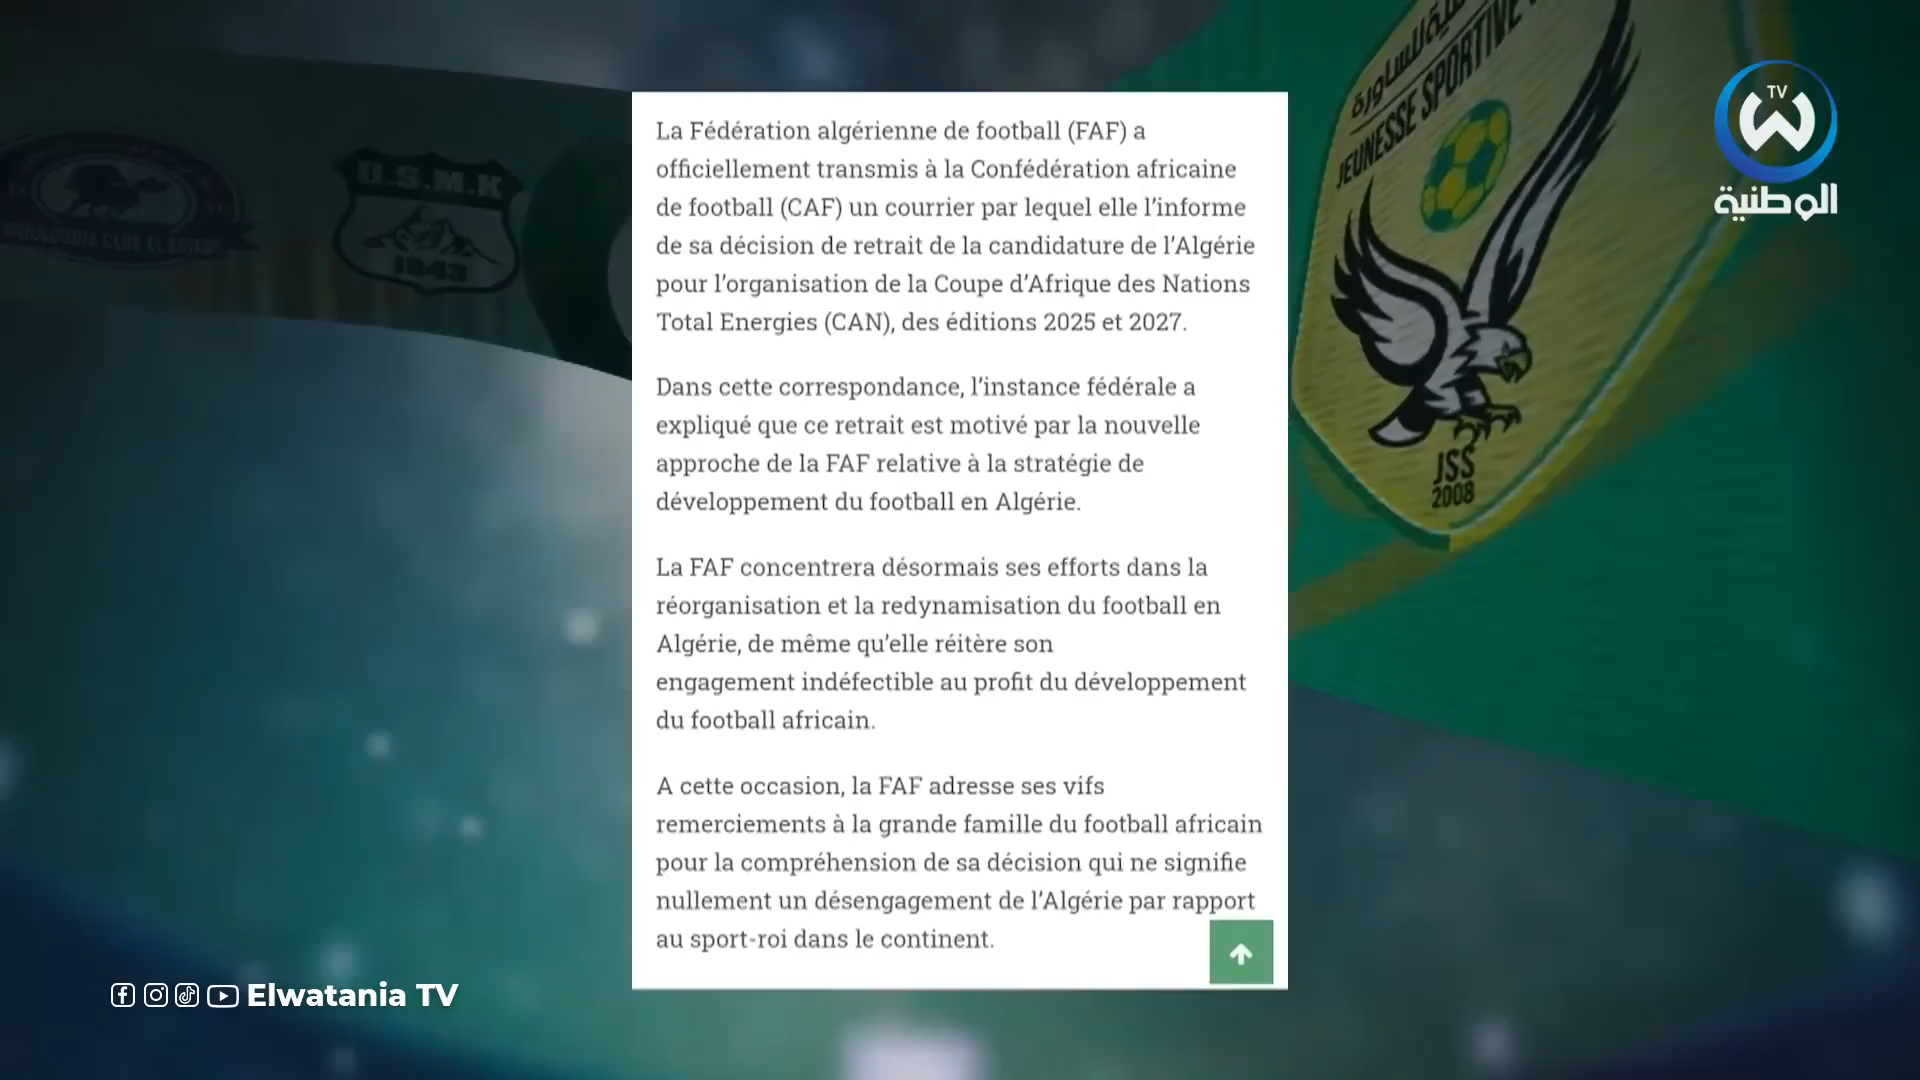 La Fédération algérienne de football (FAF) a
officiellement transmis à la Confédération africaine
de football (CAF) un courrier par lequel elle l’informe
de sa décision de retrait de la candidature de l’Algérie
pour l’organisation de la Coupe d’Afrique des Nations
Total Energies (CAN), des éditions 2025 et 2027.
Dans cette correspondance, l’instance fédérale a
expliqué que ce retrait est motivé par la nouvelle
approche de la FAF relative à la stratégie de
développement du football en Algérie.
La FAF concentrera désormais ses efforts dans la
réorganisation et la redynamisation du football en
Algérie, de même qu’elle réitère son
engagement indéfectible au profit du développement
du football africain.
A cette occasion, la FAF adresse ses vifs
remerciements à la grande famille du football africain
pour la compréhension de sa décision qui ne signifie
nullement un désengagement de l’Algérie par rapport
au sport-roi dans le continent.
U.S.M.K
1943
JEUNESSE SPORTIVE
JSS
2008
TV
الوطنية
Elwatania TV